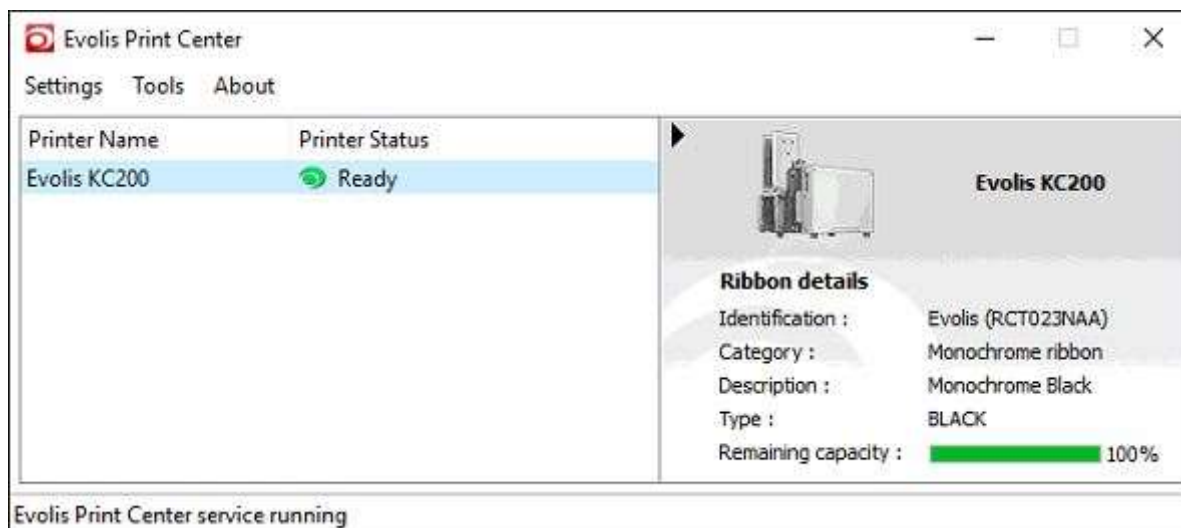 Evolis Print Center
Settings Tools About
Printer Name Printer Status
Evolis KC200 Ready
Evolis KC200
Ribbon details
Identification : Evolis (RCT023NAA)
Category : Monochrome ribbon
Description : Monochrome Black
Type : BLACK
Remaining capacity : 100%
Evolis Print Center service running